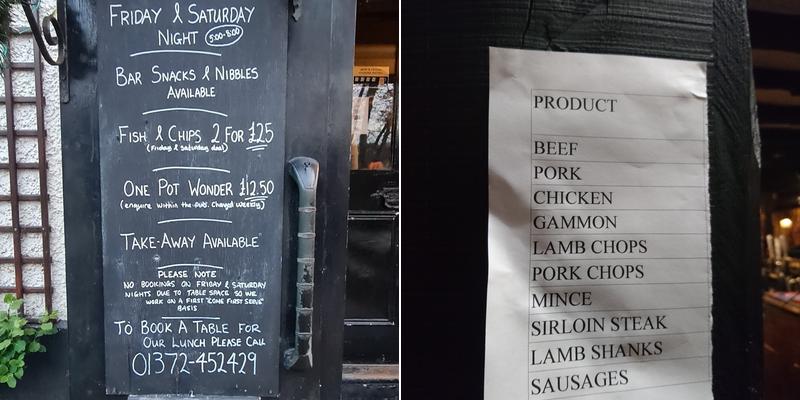 FRIDAY & SATURDAY
NIGHT 5:00-8:00
BAR SNACKS & NIBBLES
AVAILABLE
FISH & CHIPS 2 FOR £25
(Friday & Saturday deal)
ONE POT WONDER £12.50
(enquire within the pub. Changed weekly)
TAKE-AWAY AVAILABLE
PLEASE NOTE
NO BOOKINGS ON FRIDAY & SATURDAY
NIGHTS DUE TO TABLE SPACE SO WE
WORK ON A FIRST "COME FIRST SERVE"
BASIS
TO BOOK A TABLE FOR
OUR LUNCH PLEASE CALL
01372-452429
PRODUCT
BEEF
PORK
CHICKEN
GAMMON
LAMB CHOPS
PORK CHOPS
MINCE
SIRLOIN STEAK
LAMB SHANKS
SAUSAGES